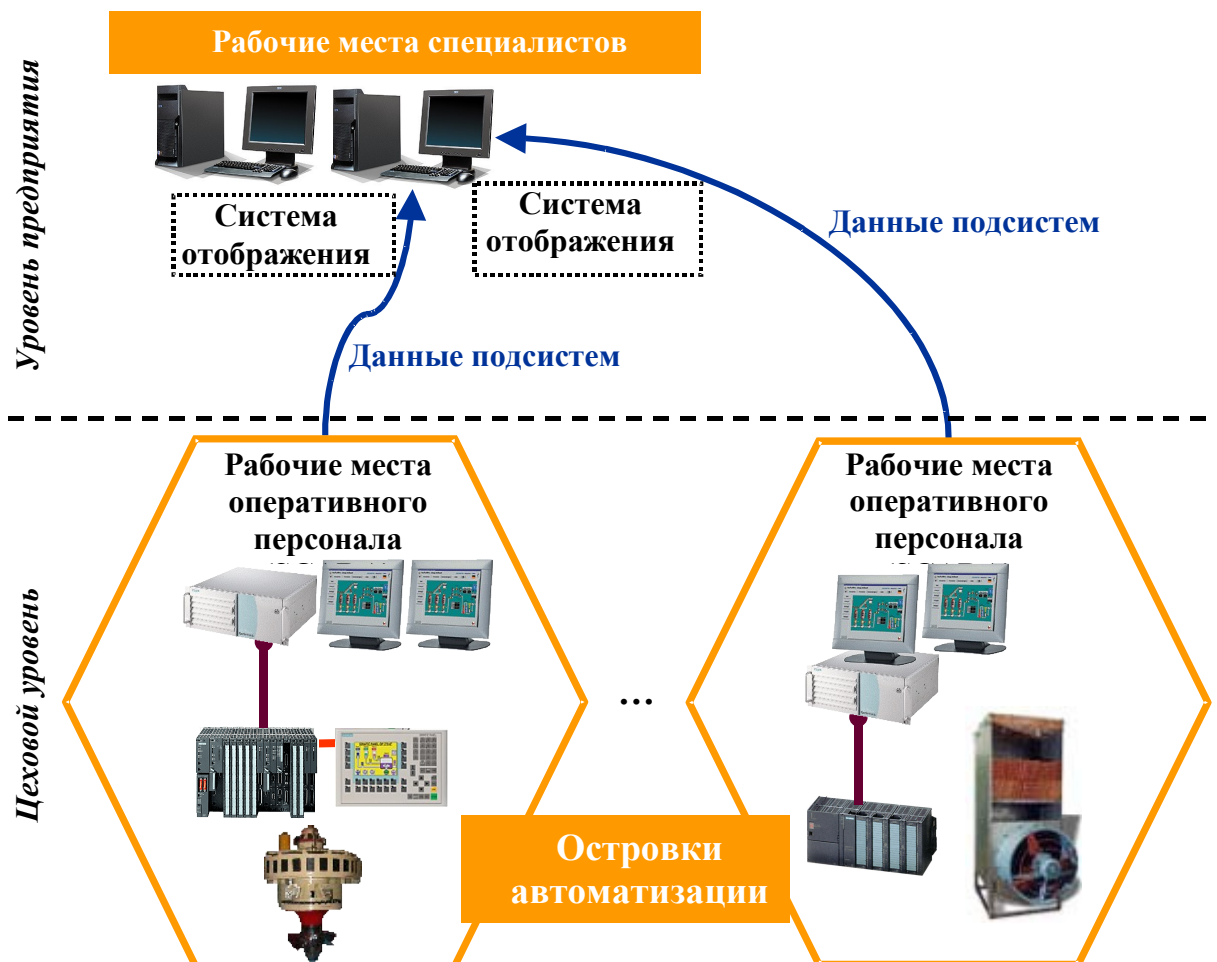 Рабочие места специалистов
Уровень предприятия
Система
отображения
Система
отображения
Данные подсистем
Данные подсистем
Рабочие места
оперативного
персонала
Рабочие места
оперативного
персонала
Цеховой уровень
...
Островки
автоматизации